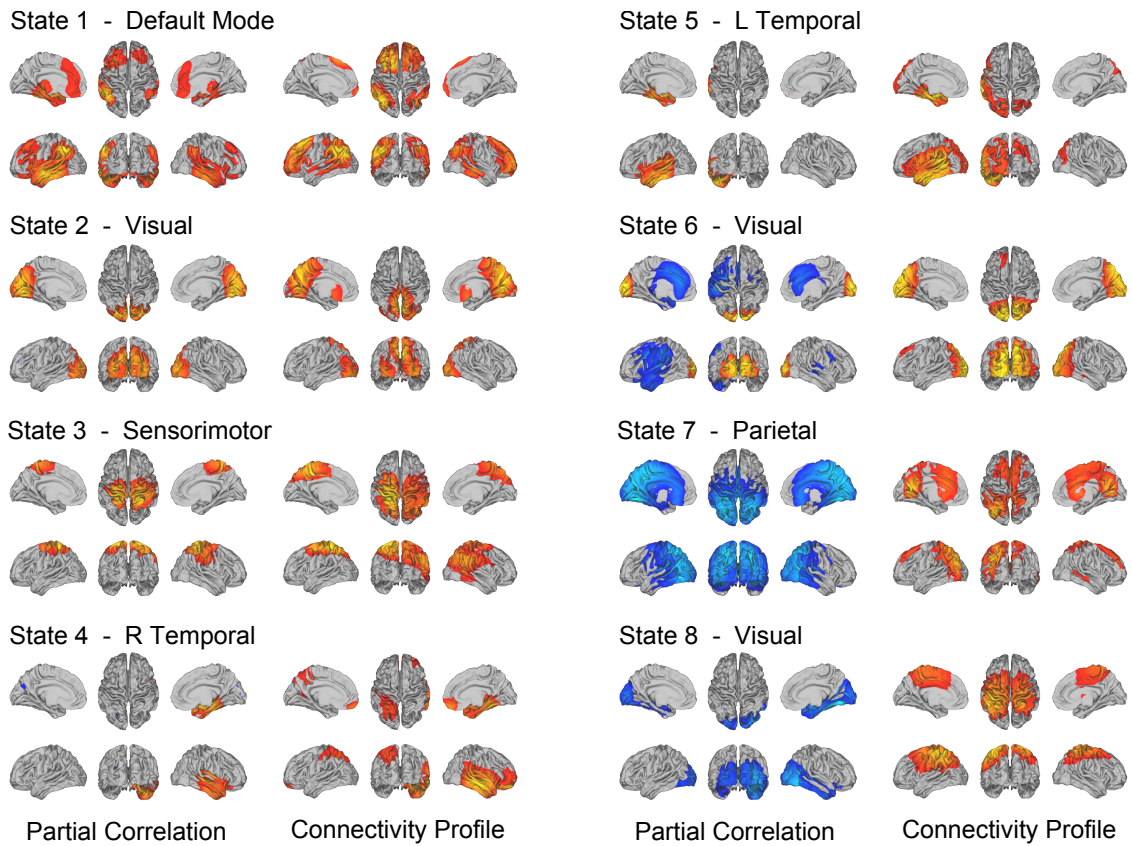 State 1 - Default Mode
State 2 - Visual
State 3 - Sensorimotor
State 4 - R Temporal
Partial Correlation
Connectivity Profile
State 5 - L Temporal
State 6 - Visual
State 7 - Parietal
State 8 - Visual
Partial Correlation
Connectivity Profile